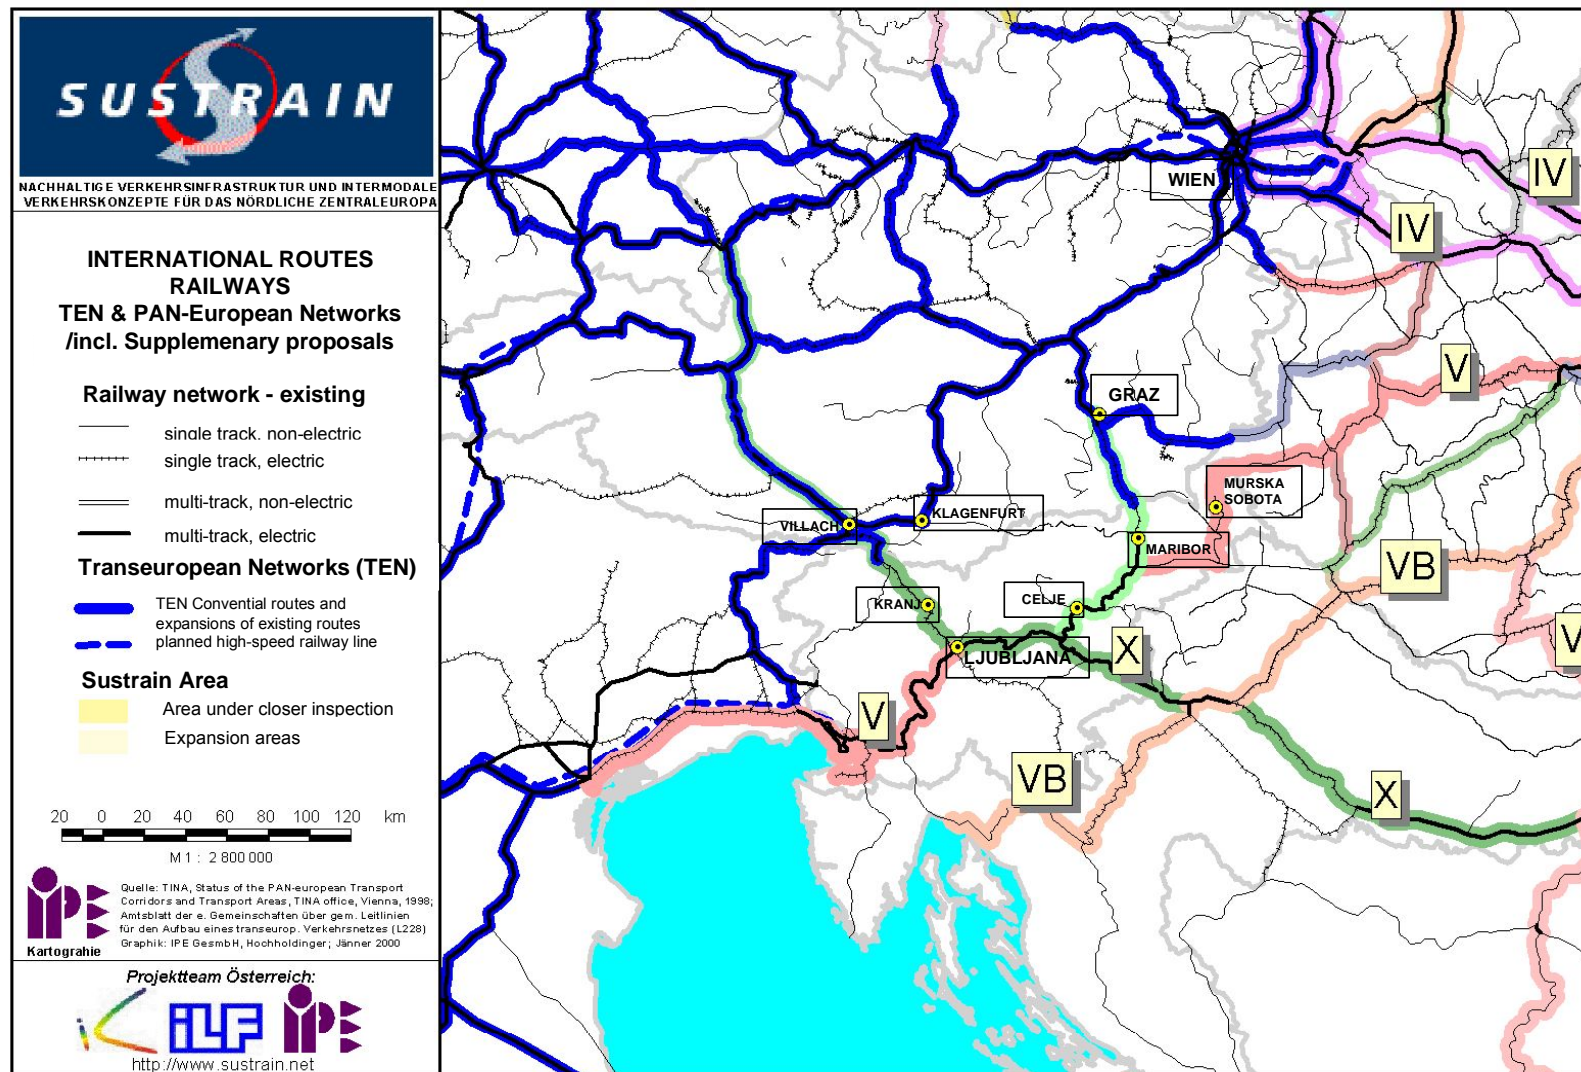 SUSTRAIN
NACHHALTIGE VERKEHRSINFRASTRUKTUR UND INTERMODALE
VERKEHRSKONZEPTE FÜR DAS NÖRDLICHE ZENTRALEUROPA
INTERNATIONAL ROUTES
RAILWAYS
TEN & PAN-European Networks
/incl. Supplemenary proposals
Railway network - existing
single track. non-electric
single track, electric
multi-track, non-electric
multi-track, electric
Transeuropean Networks (TEN)
TEN Convential routes and
expansions of existing routes
planned high-speed railway line
Sustrain Area
Area under closer inspection
Expansion areas
20 0 20 40 60 80 100 120 km
M 1 : 2 800 000
IPE
Kartograhie
Quelle: TINA, Status of the PAN-european Transport
Corridors and Transport Areas, TINA office, Vienna, 1998;
Amtsblatt der e. Gemeinschaften über gem. Leitlinien
für den Aufbau eines transeurop. Verkehrsnetzes (L228)
Graphik: IPE GesmbH, Hochholdinger; Jänner 2000
Projektteam Österreich:
iC iLF IPE
http://www.sustrain.net
WIEN
IV
IV
V
GRAZ
MURSKA
SOBOTA
KLAGENFURT
VILLACH
MARIBOR
VB
KRANJ
CELJE
LJUBLJANA
X
V
V
VB
X